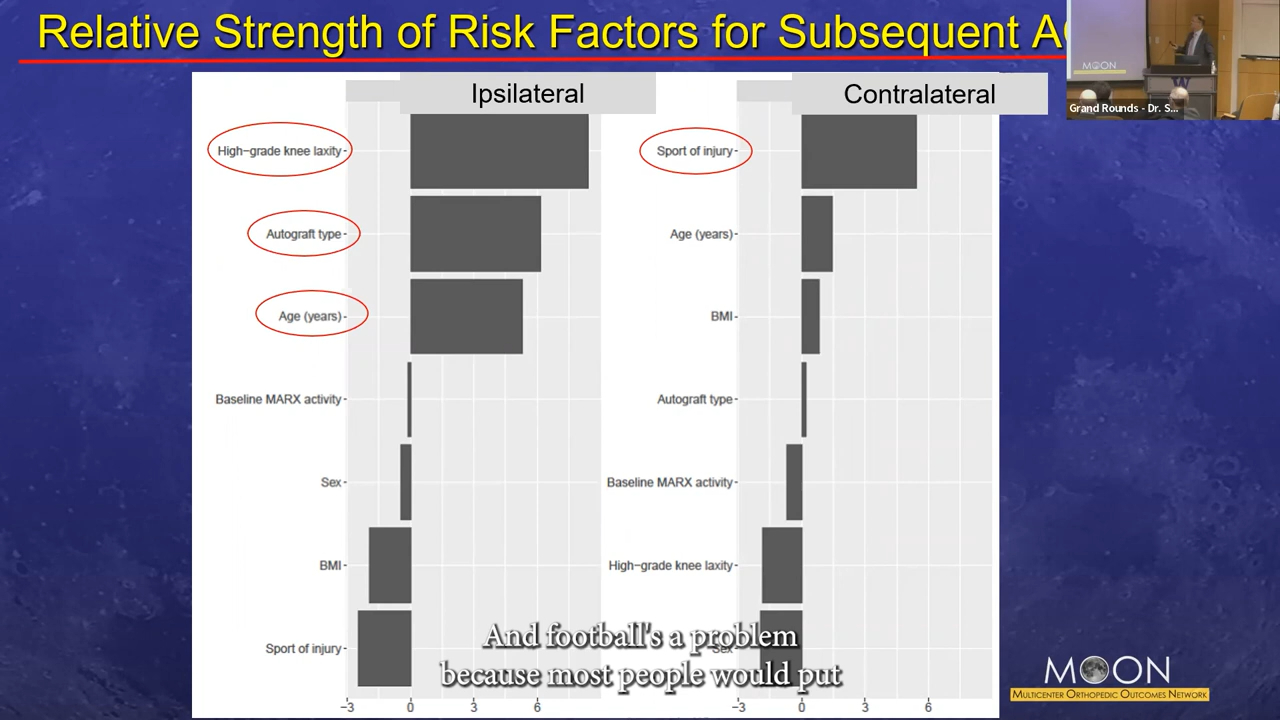 Relative Strength of Risk Factors for Subsequent
MOON
Grand Rounds - Dr. S...
Ipsilateral
High-grade knee laxity
Autograft type
Age (years)
Baseline MARX activity
Sex
BMI
Sport of injury
-3 0 3 6
Contralateral
Sport of injury
Age (years)
BMI
Autograft type
Baseline MARX activity
High-grade knee laxity
Sex
-3 0 3 6
And football's a problem
because most people would put
MOON
MULTICENTER ORTHOPEDIC OUTCOMES NETWORK